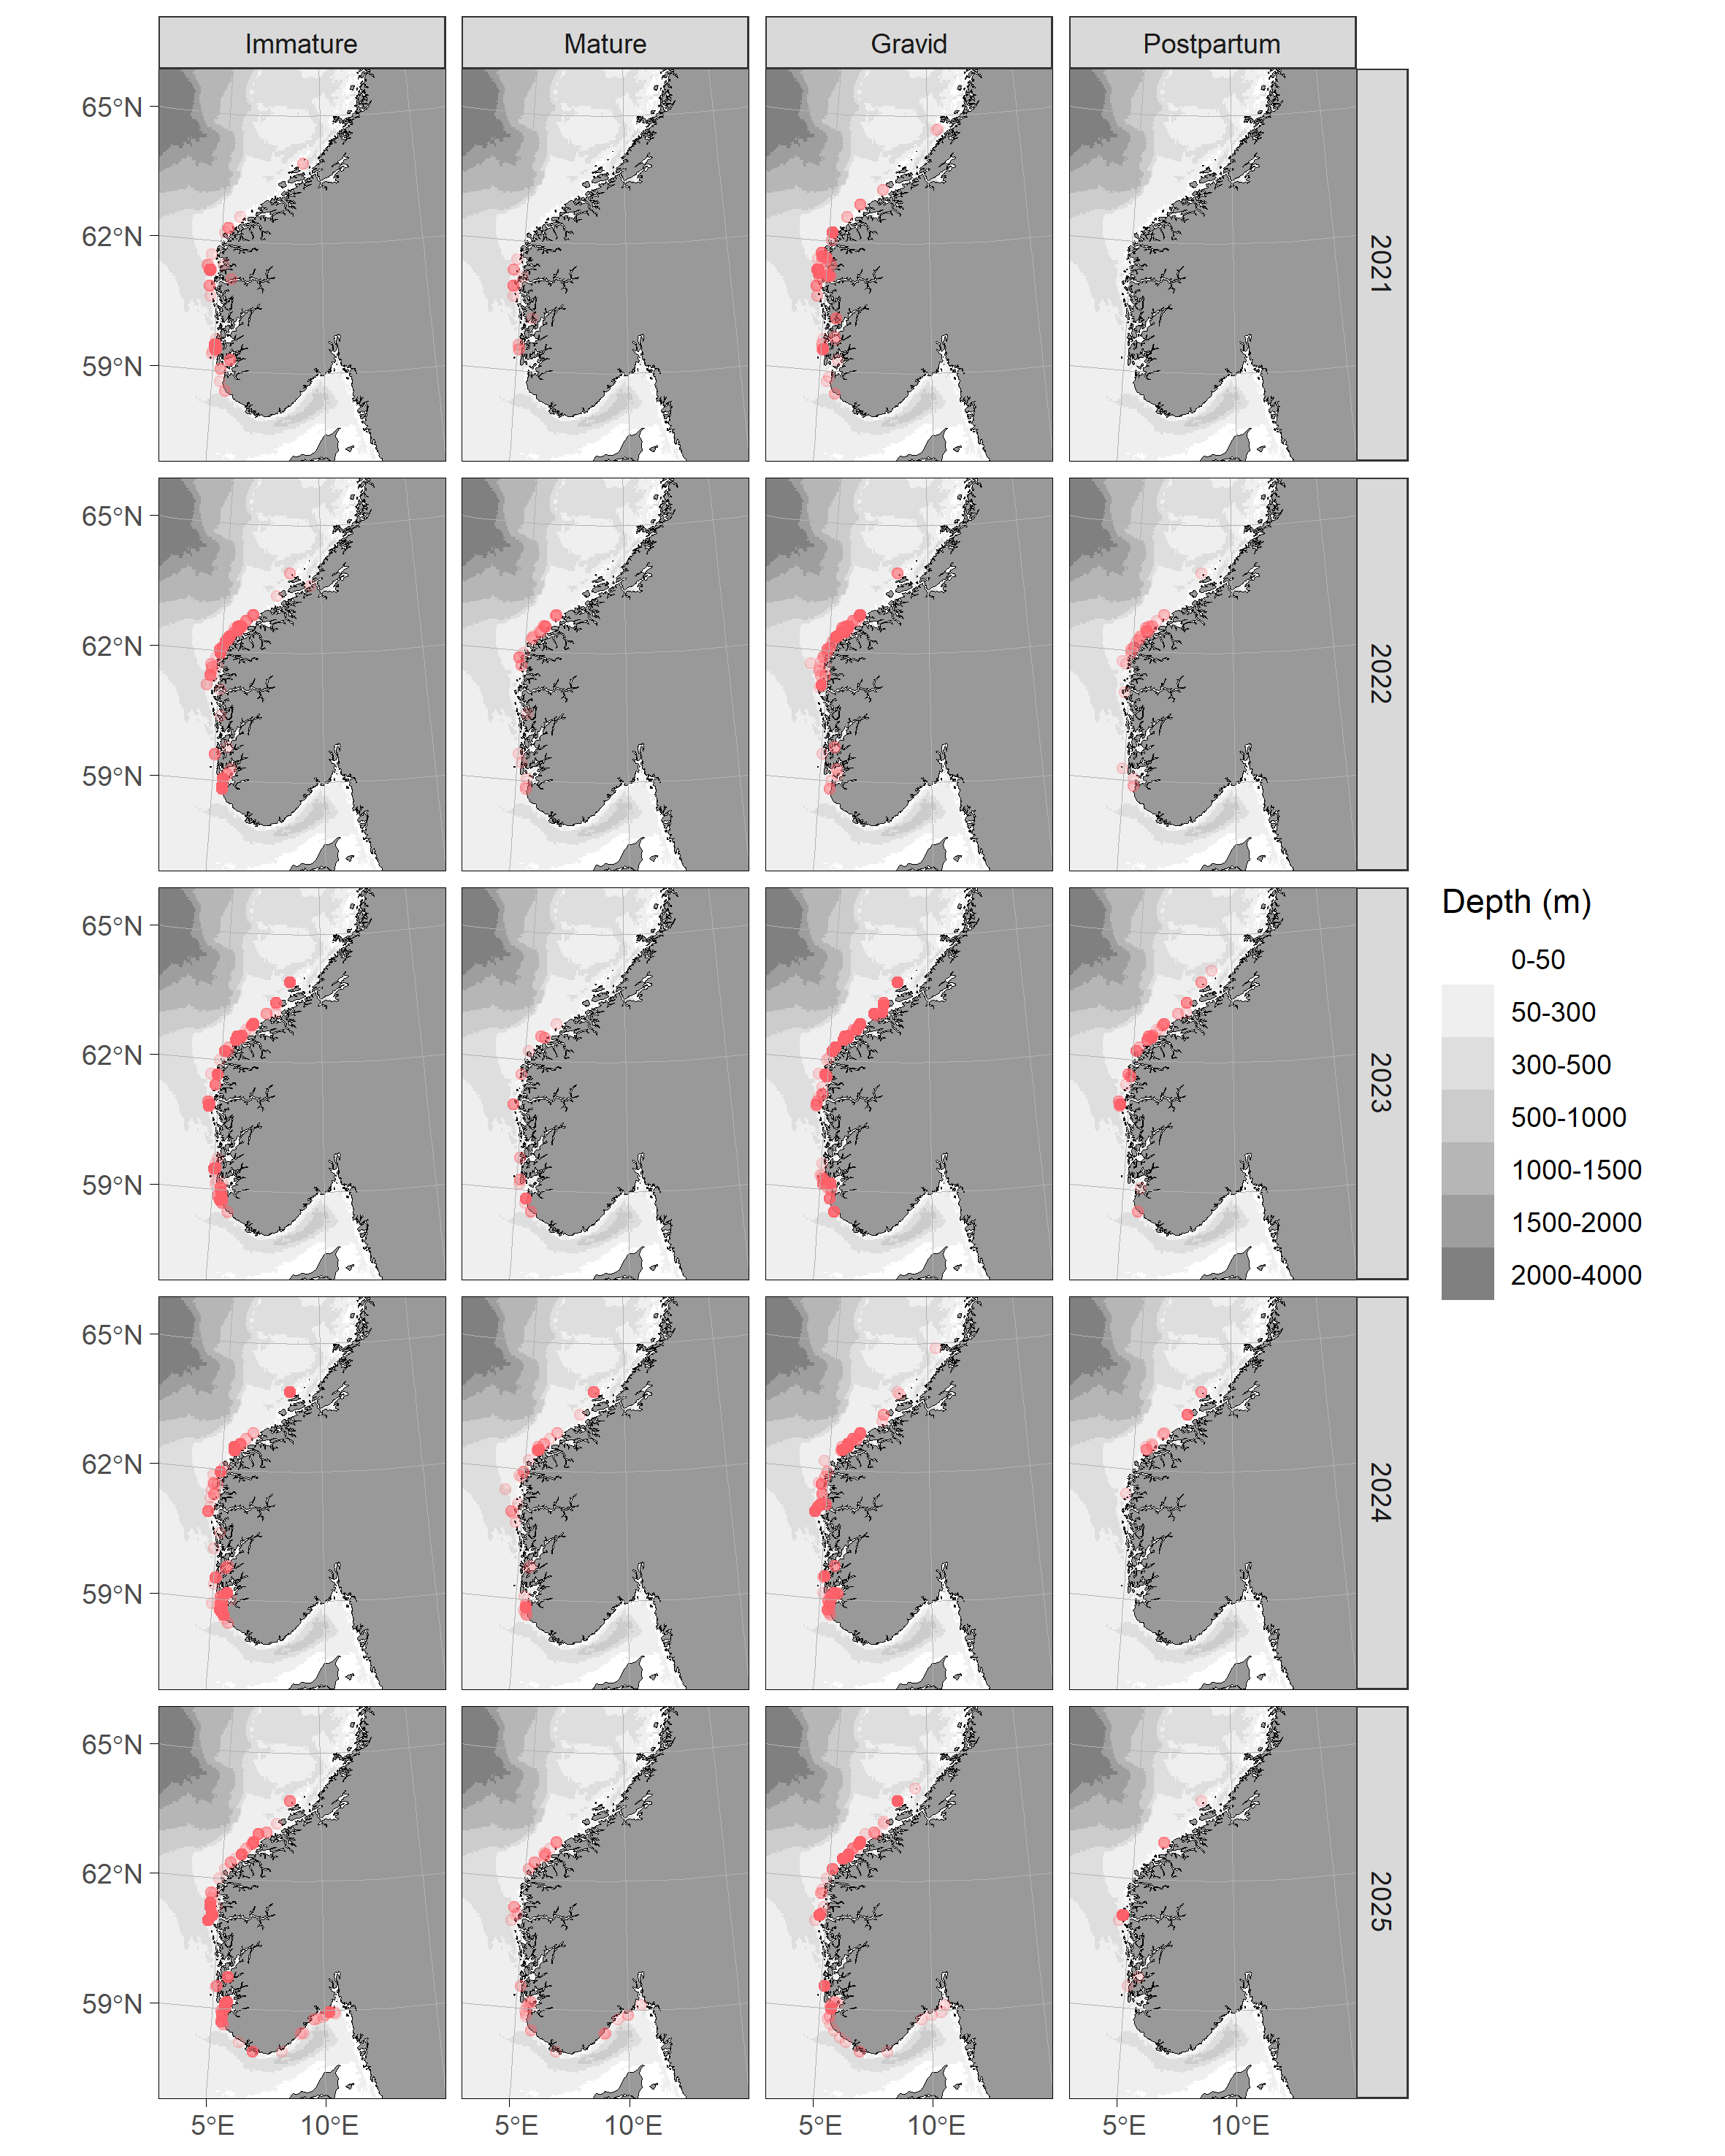 Immature Mature Gravid Postpartum
65°N
62°N
59°N
2021
65°N
62°N
59°N
2022
65°N
62°N
59°N
2023
65°N
62°N
59°N
2024
65°N
62°N
59°N
2025
5°E 10°E 5°E 10°E 5°E 10°E 5°E 10°E
Depth (m)
0-50
50-300
300-500
500-1000
1000-1500
1500-2000
2000-4000